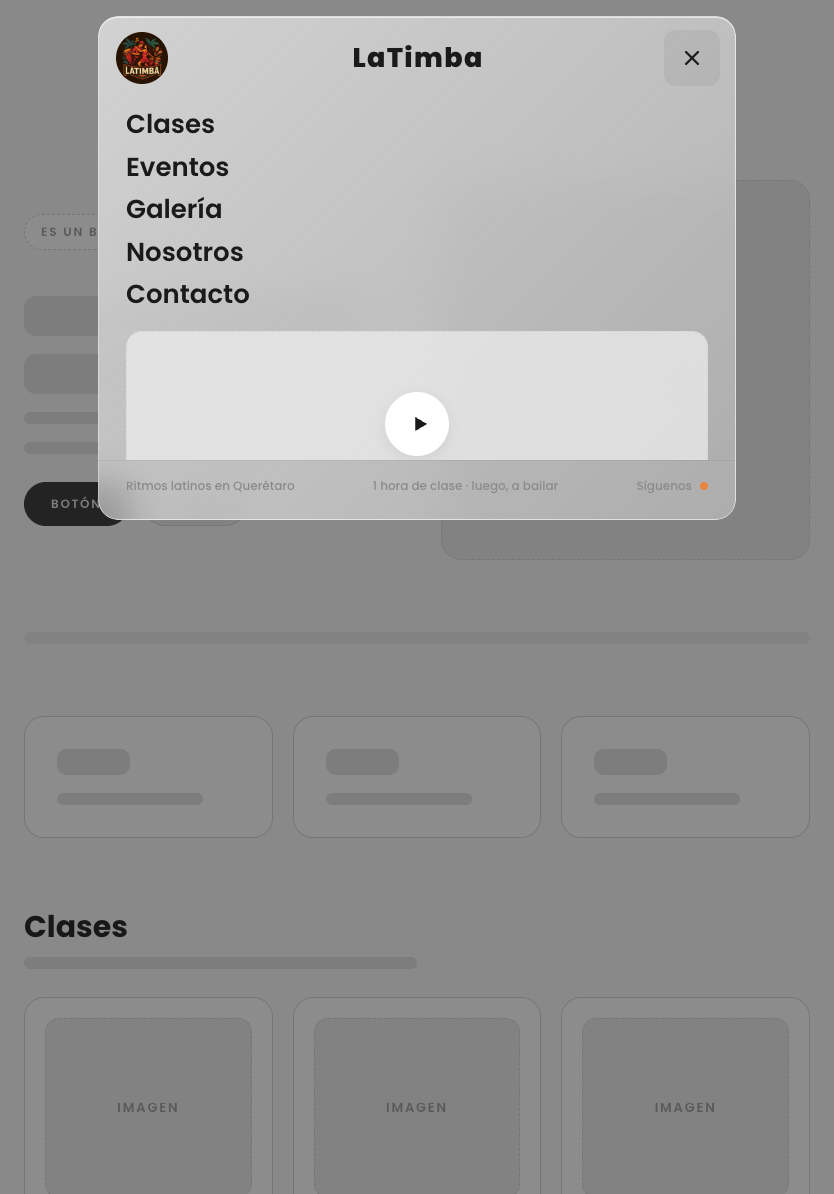 LATIMBA
LaTimba
Clases
Eventos
Galería
Nosotros
Contacto
ES UN B
BOTÓN
Ritmos latinos en Querétaro
1 hora de clase · luego, a bailar
Síguenos
Clases
IMAGEN
IMAGEN
IMAGEN